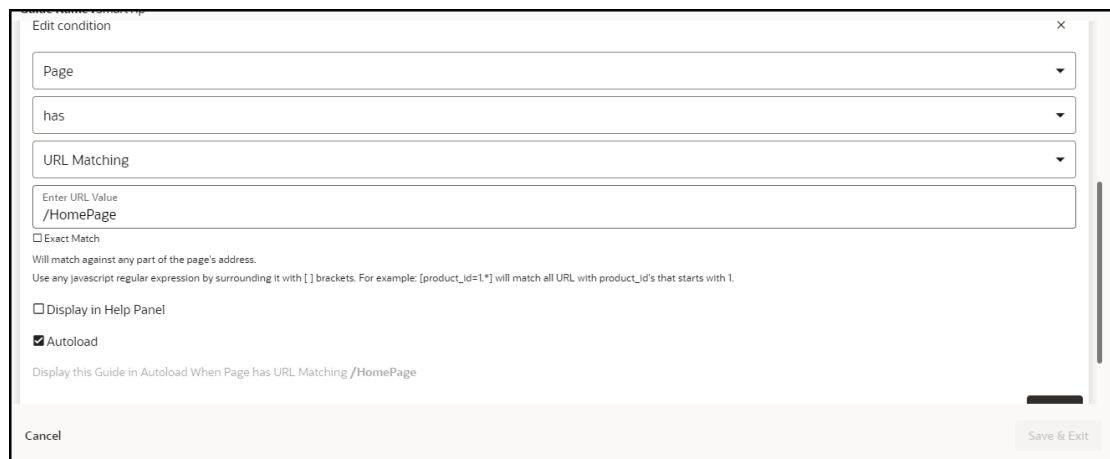 Edit condition
×
Page
has
URL Matching
Enter URL Value
/HomePage
Exact Match
Will match against any part of the page's address.
Use any javascript regular expression by surrounding it with [ ] brackets. For example: [product_id=1.*] will match all URL with product_id's that starts with 1.
Display in Help Panel
Autoload
Display this Guide in Autoload When Page has URL Matching /HomePage
Cancel
Save & Exit